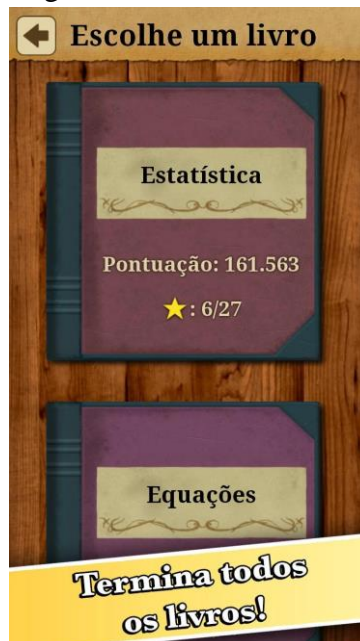 Escolhe um livro
Estatística
Pontuação: 161.563
★: 6/27
Equações
Termina todos
os livros!